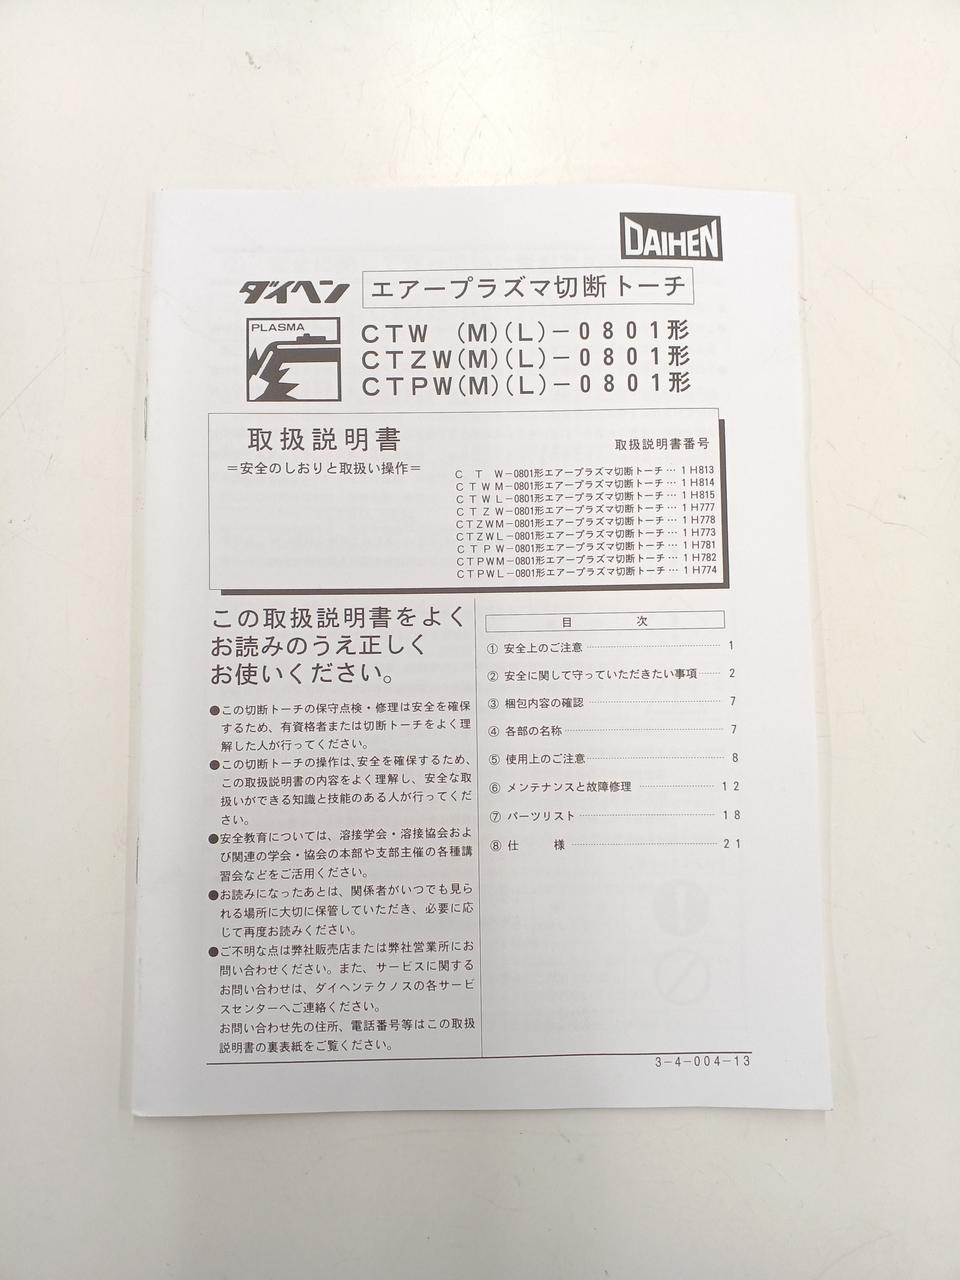 DAIHEN
ダイヘン エアープラズマ切断トーチ
PLASMA
CTW (M)(L)-0801形
CTZW(M)(L)-0801形
CTPW(M)(L)-0801形
取扱説明書
=安全のしおりと取扱い操作=
取扱説明書番号
CTW-0801形エアープラズマ切断トーチ…1H813
CTWM-0801形エアープラズマ切断トーチ…1H814
CTWL-0801形エアープラズマ切断トーチ…1H815
CTZW-0801形エアープラズマ切断トーチ…1H777
CTZWM-0801形エアープラズマ切断トーチ…1H778
CTZWL-0801形エアープラズマ切断トーチ…1H773
CTPW-0801形エアープラズマ切断トーチ…1H781
CTPWM-0801形エアープラズマ切断トーチ…1H782
CTPWL-0801形エアープラズマ切断トーチ…1H774
この取扱説明書をよく
お読みのうえ正しく
お使いください。
●この切断トーチの保守点検・修理は安全を確保
するため、有資格者または切断トーチをよく理
解した人が行ってください。
●この切断トーチの操作は、安全を確保するため、
この取扱説明書の内容をよく理解し、安全な取
扱いができる知識と技能のある人が行ってくだ
さい。
●安全教育については、溶接学会・溶接協会およ
び関連の学会・協会の本部や支部主催の各種講
習会などをご活用ください。
●お読みになったあとは、関係者がいつでも見ら
れる場所に大切に保管していただき、必要に応
じて再度お読みください。
●ご不明な点は弊社販売店または弊社営業所にお
問い合わせください。また、サービスに関する
お問い合わせは、ダイヘンテクノスの各サービ
スセンターへご連絡ください。
お問い合わせ先の住所、電話番号等はこの取扱
説明書の裏表紙をご覧ください。
目 次
① 安全上のご注意 1
② 安全に関して守っていただきたい事項 2
③ 梱包内容の確認 7
④ 各部の名称 7
⑤ 使用上のご注意 8
⑥ メンテナンスと故障修理 12
⑦ パーツリスト 18
⑧ 仕 様 21
3-4-004-13